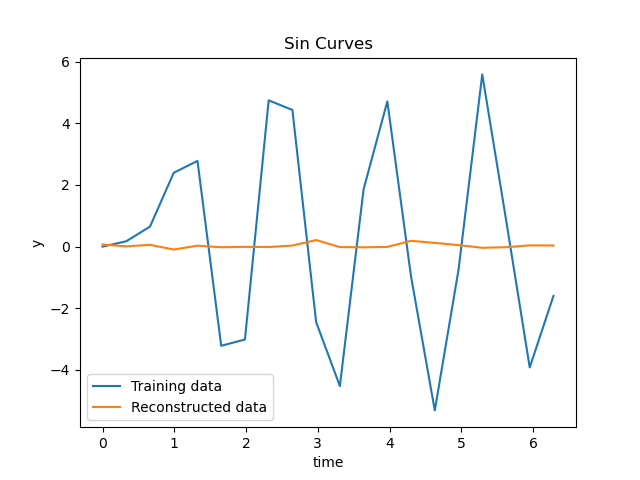 Sin Curves
6
4
2
0
−2
−4
y
0 1 2 3 4 5 6
time
Training data
Reconstructed data